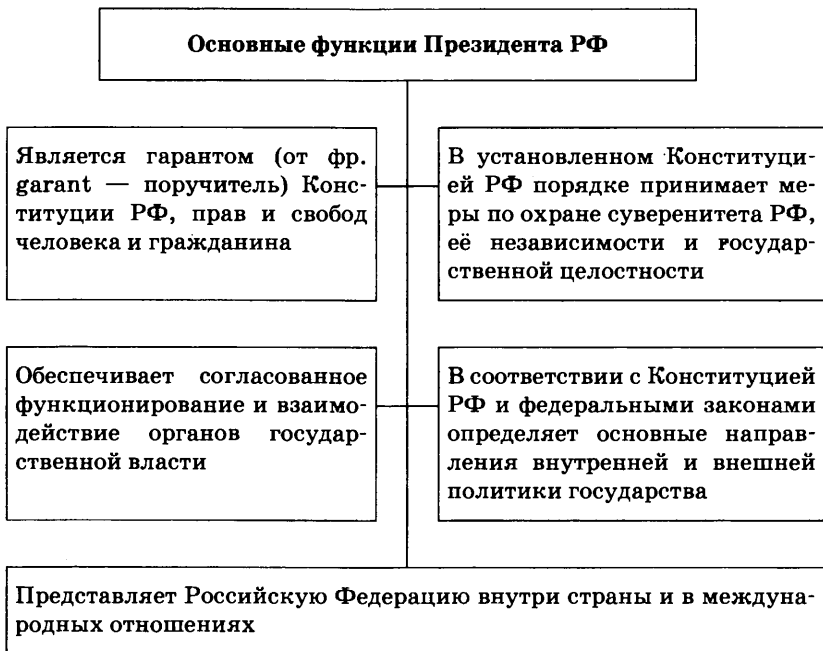 Основные функции Президента РФ
Является гарантом (от фр.
garant — поручитель) Конс-
титуции РФ, прав и свобод
человека и гражданина
В установленном Конституци-
ей РФ порядке принимает ме-
ры по охране суверенитета РФ,
её независимости и государ-
ственной целостности
Обеспечивает согласованное
функционирование и взаимо-
действие органов государ-
ственной власти
В соответствии с Конституцией
РФ и федеральными законами
определяет основные направ-
ления внутренней и внешней
политики государства
Представляет Российскую Федерацию внутри страны и в междуна-
родных отношениях